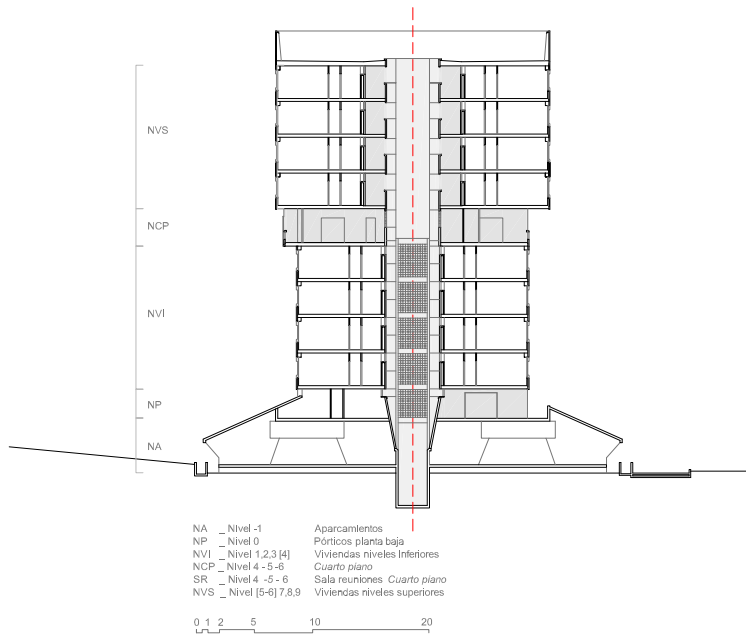 NVS
NCP
NVI
NP
NA
NA _ Nivel -1 Aparcamientos
NP _ Nivel 0 Pórticos planta baja
NVI _ Nivel 1,2,3 [4] Viviendas niveles Inferiores
NCP _ Nivel 4 - 5 -6 Cuarto piano
SR _ Nivel 4 -5 - 6 Sala reuniones Cuarto piano
NVS _ Nivel [5-6] 7,8,9 Viviendas niveles superiores
0 1 2 5 10 20